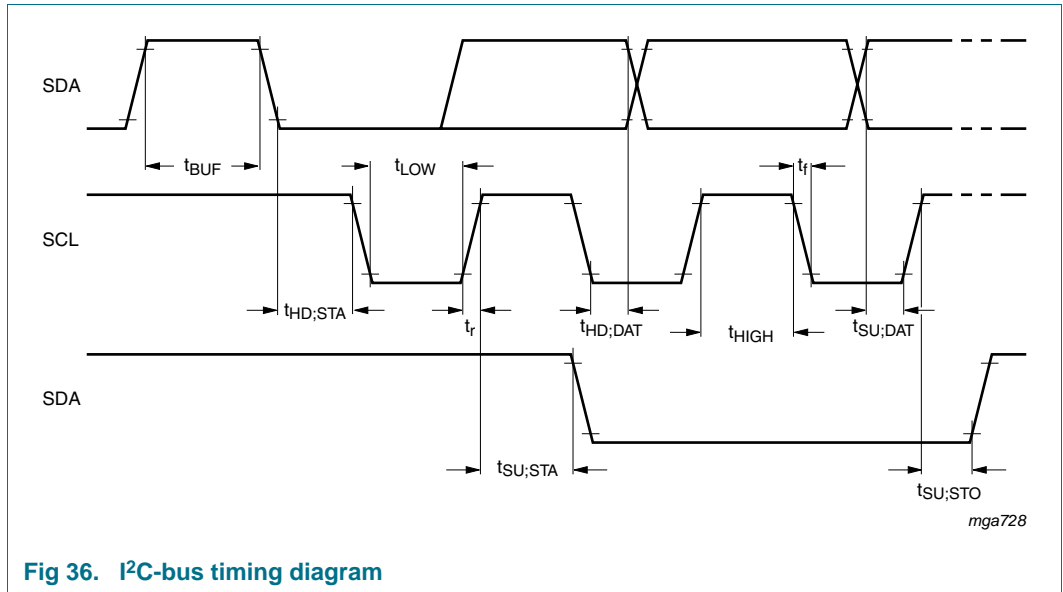 SDA
tBUF
tLOW
tf
SCL
tHD;STA
tr
tHD;DAT
tHIGH
tSU;DAT
SDA
tSU;STA
tSU;STO
mga728
Fig 36. I²C-bus timing diagram